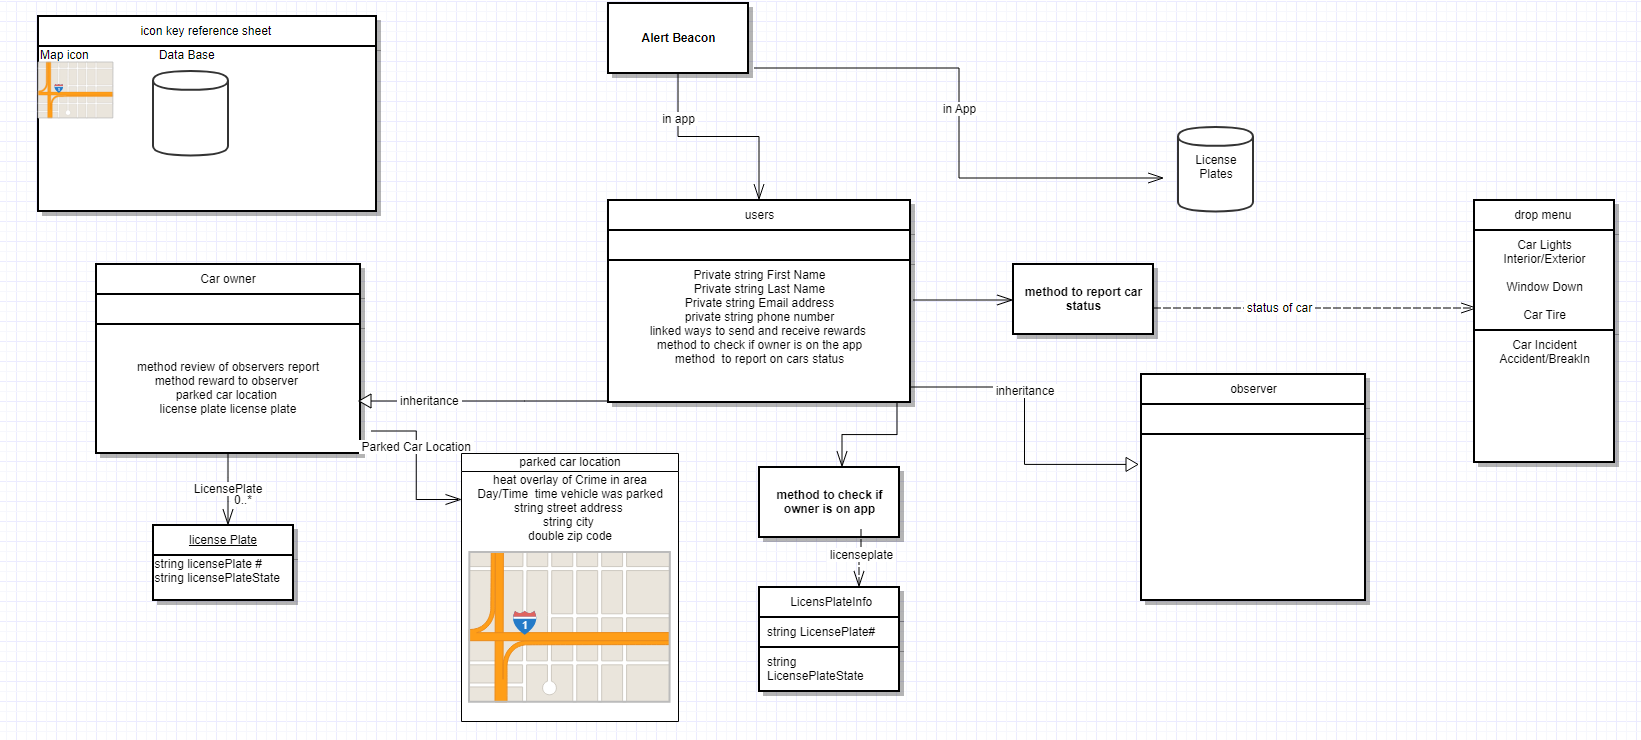 icon key reference sheet
Map icon
Data Base
Alert Beacon
in app
in App
License
Plates
users
Private string First Name
Private string Last Name
Private string Email address
private string phone number
linked ways to send and receive rewards
method to check if owner is on the app
method  to report on cars status
drop menu
Car Lights
Interior/Exterior
Window Down
Car Tire
Car Incident
Accident/BreakIn
method to report car
status
status of car
Car owner
method review of observers report
method reward to observer
parked car location
license plate license plate
inheritance
inheritance
observer
Parked Car Location
parked car location
heat overlay of Crime in area
Day/Time  time vehicle was parked
string street address
string city
double zip code
1
LicensePlate
0..*
license Plate
string licensePlate #
string licensePlateState
method to check if
owner is on app
licenseplate
LicensPlateInfo
string LicensePlate#
string
LicensePlateState